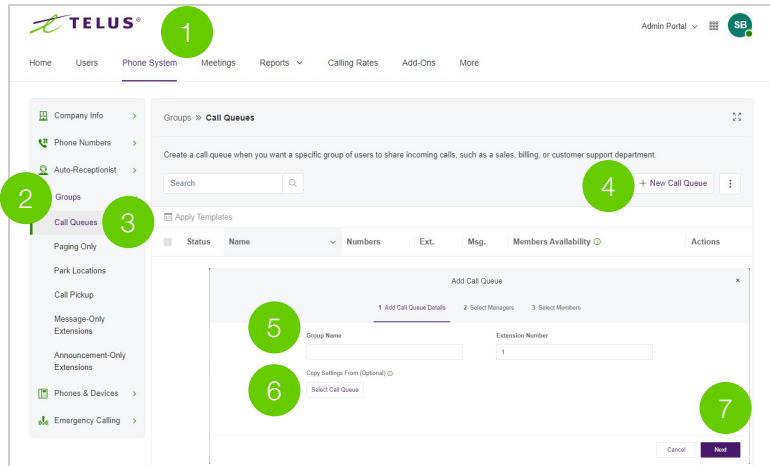 TELUS®
1
Admin Portal
SB
Home Users Phone System Meetings Reports Calling Rates Add-Ons More
Company Info
Phone Numbers
Auto-Receptionist
2
Groups
Call Queues
3
Paging Only
Park Locations
Call Pickup
Message-Only
Extensions
Announcement-Only
Extensions
Phones & Devices
Emergency Calling
Groups » Call Queues
Create a call queue when you want a specific group of users to share incoming calls, such as a sales, billing, or customer support department.
Search
4
+ New Call Queue
Apply Templates
Status Name Numbers Ext. Msg. Members Availability Actions
Add Call Queue
×
1 Add Call Queue Details 2 Select Managers 3 Select Members
5
Group Name Extension Number
1
Copy Settings From (Optional)
6
Select Call Queue
7
Cancel Next